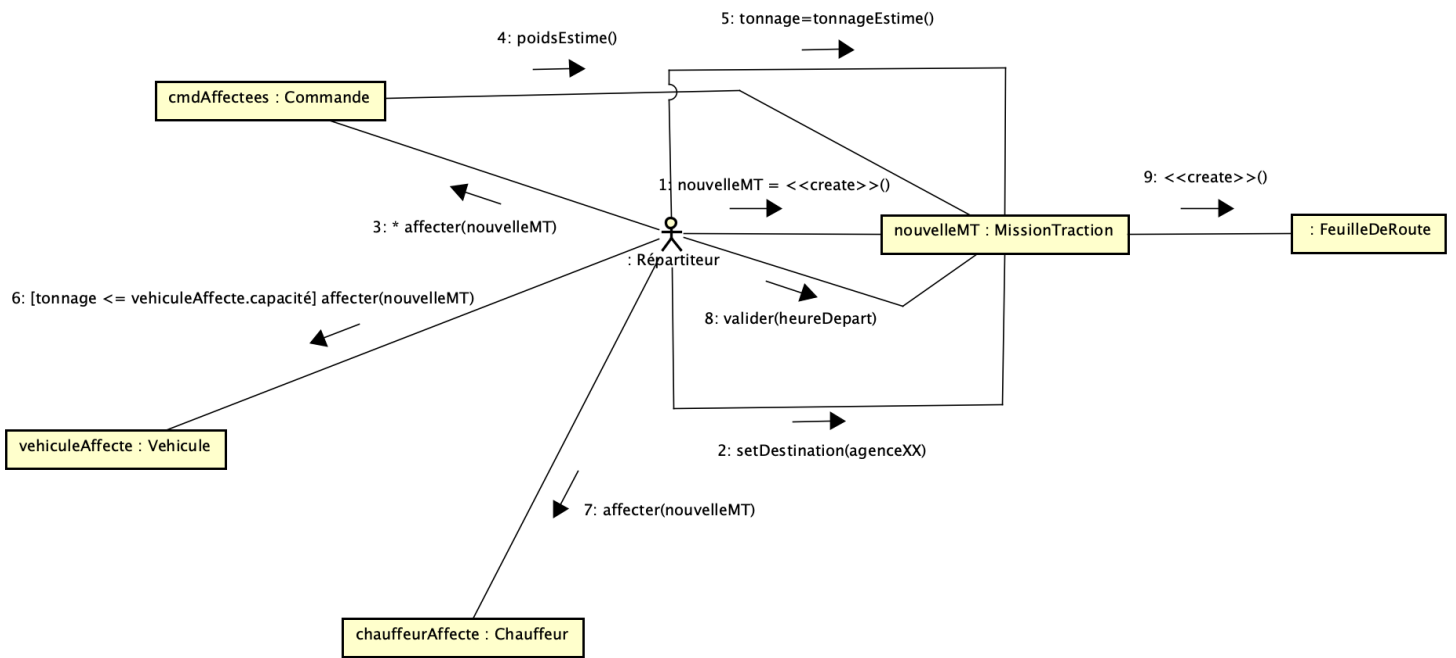 5: tonnage=tonnageEstime()
4: poidsEstime()
cmdAffectees : Commande
9: <<create>>()
1: nouvelleMT = <<create>>()
3: * affecter(nouvelleMT)
nouvelleMT : MissionTraction
: FeuilleDeRoute
: Répartiteur
6: [tonnage <= vehiculeAffecte.capacité] affecter(nouvelleMT)
8: valider(heureDepart)
vehiculeAffecte : Vehicule
2: setDestination(agenceXX)
7: affecter(nouvelleMT)
chauffeurAffecte : Chauffeur